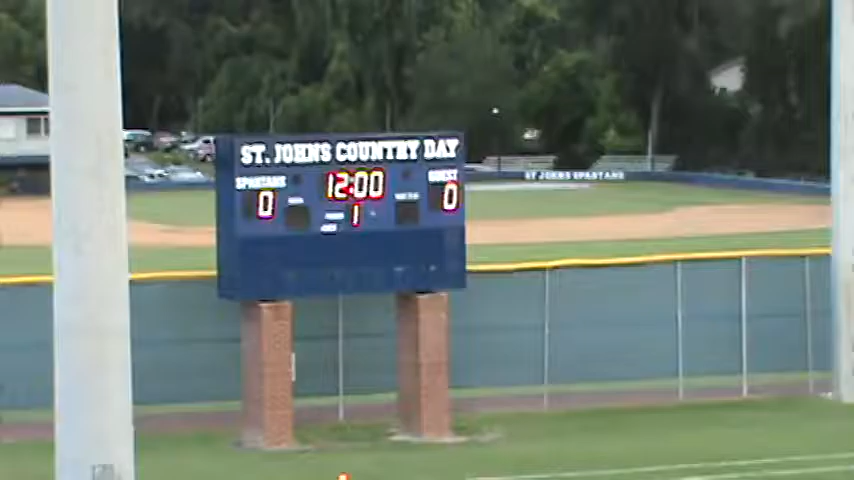 ST. JOHNS COUNTRY DAY
SPARTANS 12:00 GUEST
0 1 0
ST JOHNS SPARTANS